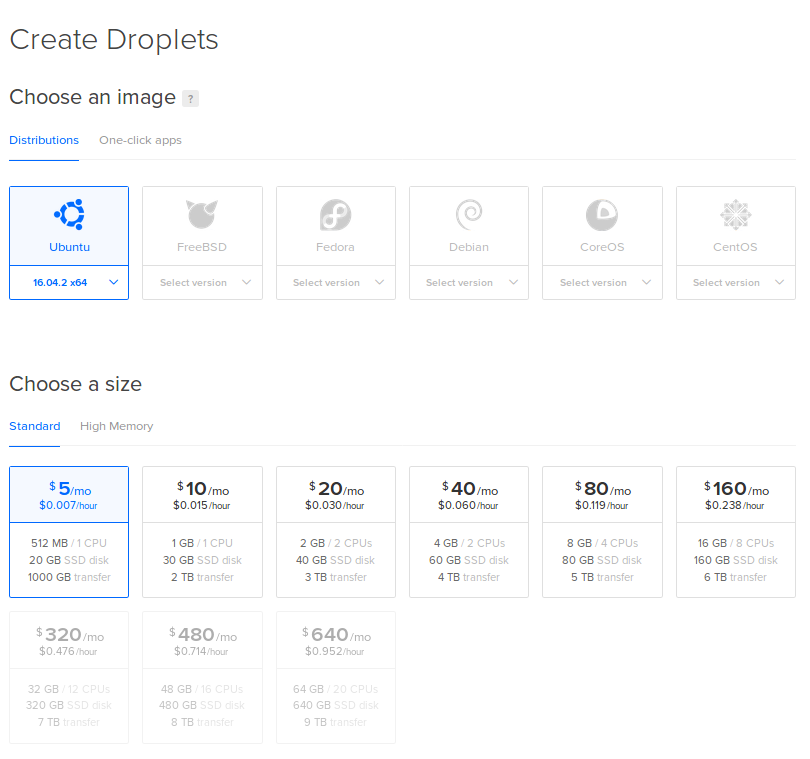 Create Droplets
Choose an image ?
Distributions One-click apps
Ubuntu FreeBSD Fedora Debian CoreOS CentOS
16.04.2 x64 Select version Select version Select version Select version Select version
Choose a size
Standard High Memory
$5/mo $10/mo $20/mo $40/mo $80/mo $160/mo
$0.007/hour $0.015/hour $0.030/hour $0.060/hour $0.119/hour $0.238/hour
512 MB / 1 CPU 1 GB / 1 CPU 2 GB / 2 CPUs 4 GB / 2 CPUs 8 GB / 4 CPUs 16 GB / 8 CPUs
20 GB SSD disk 30 GB SSD disk 40 GB SSD disk 60 GB SSD disk 80 GB SSD disk 160 GB SSD disk
1000 GB transfer 2 TB transfer 3 TB transfer 4 TB transfer 5 TB transfer 6 TB transfer
$320/mo $480/mo $640/mo
$0.476/hour $0.714/hour $0.952/hour
32 GB / 12 CPUs 48 GB / 16 CPUs 64 GB / 20 CPUs
320 GB SSD disk 480 GB SSD disk 640 GB SSD disk
7 TB transfer 8 TB transfer 9 TB transfer